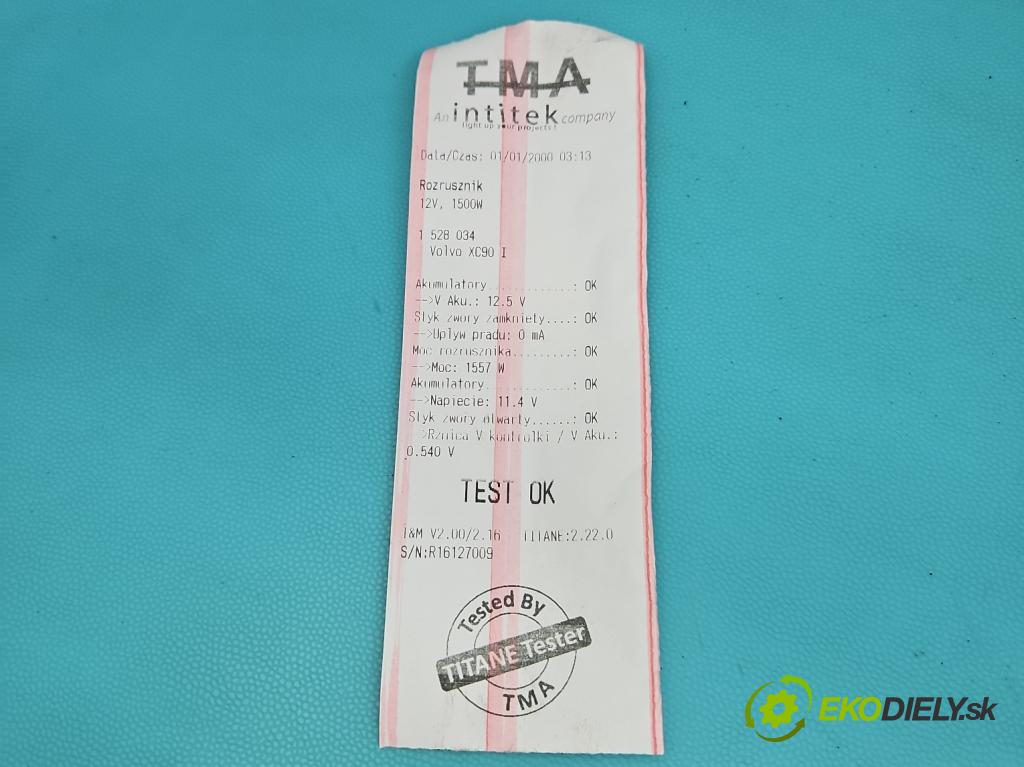 TMA
An intitek company
light up your projects!
Data/Czas: 01/01/2000 03:13
Rozrusznik
12V, 1500W
1 528 034
Volvo XC90 I
Akumulatory............: OK
-->V Aku.: 12.5 V
Styk zwory zamkniety....: OK
-->Uplyw pradu: 0 mA
Moc rozrusznika.........: OK
-->Moc: 1557 W
Akumulatory............: OK
-->Napiecie: 11.4 V
Styk zwory otwarty......: OK
-->Rznica V kontrolki / V Aku.:
0.540 V
TEST OK
I&M V2.00/2.16 TITANE:2.22.0
S/N:R16127009
Tested By
TITANE Tester
TMA
EKODIELY.sk